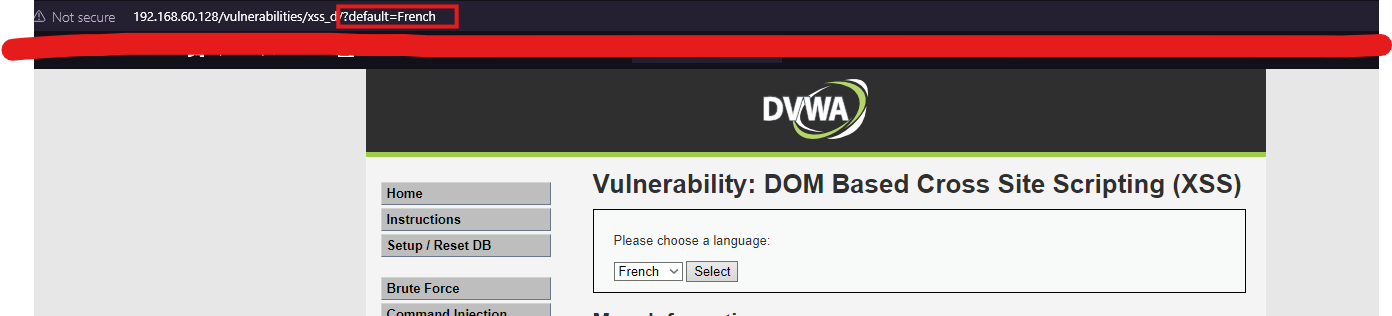 Not secure 192.168.60.128/vulnerabilities/xss_d/?default=French
DVWA
Vulnerability: DOM Based Cross Site Scripting (XSS)
Home
Instructions
Setup / Reset DB
Brute Force
Command Injection
Please choose a language:
French Select